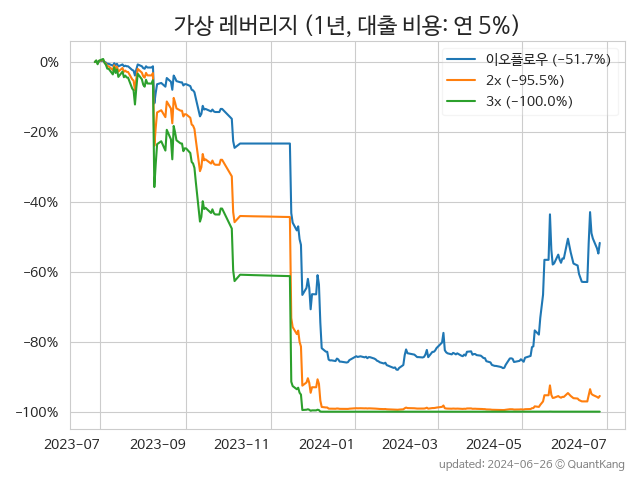 가상 레버리지 (1년, 대출 비용: 연 5%)
이오플로우 (−51.7%)
2x (−95.5%)
3x (−100.0%)
0%
−20%
−40%
−60%
−80%
−100%
2023-07 2023-09 2023-11 2024-01 2024-03 2024-05 2024-07
updated: 2024-06-26 © QuantKang